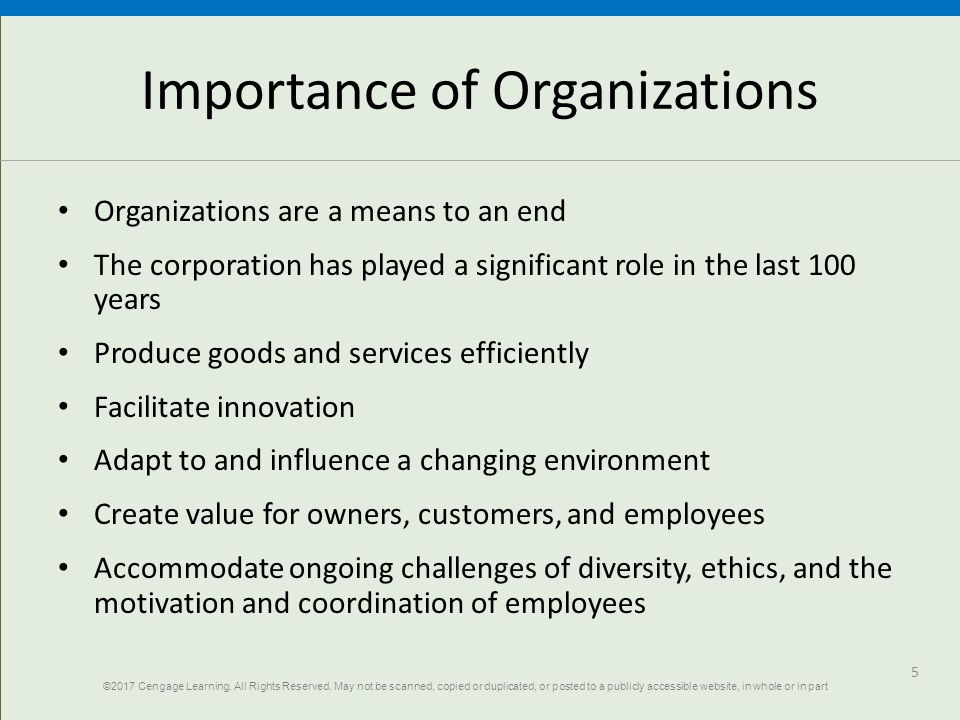 Importance of Organizations
• Organizations are a means to an end
• The corporation has played a significant role in the last 100
years
• Produce goods and services efficiently
• Facilitate innovation
• Adapt to and influence a changing environment
• Create value for owners, customers, and employees
• Accommodate ongoing challenges of diversity, ethics, and the
motivation and coordination of employees
5
©2017 Cengage Learning. All Rights Reserved. May not be scanned, copied or duplicated, or posted to a publicly accessible website, in whole or in part